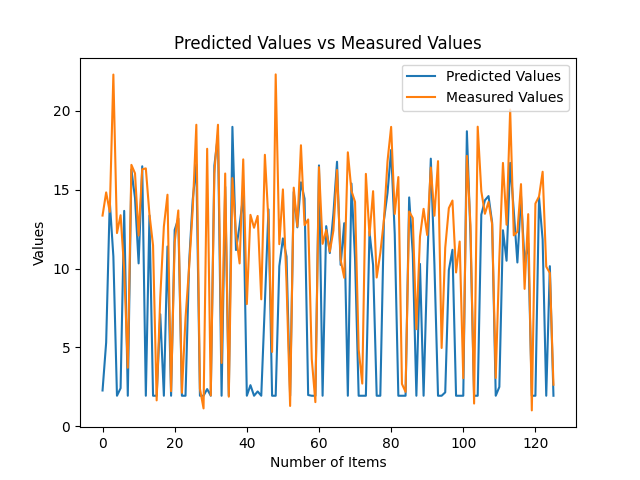 Predicted Values vs Measured Values
Predicted Values
Measured Values
Values
20
15
10
5
0
0 20 40 60 80 100 120
Number of Items